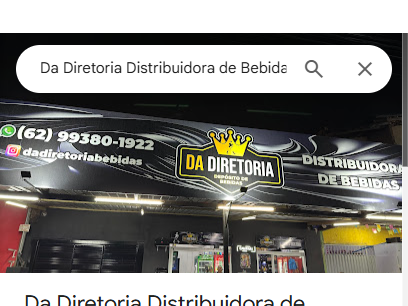 Da Diretoria Distribuidora de Bebida
(62) 99380-1922
dadiretoriabebidas
DA DIRETORIA
DEPÓSITO DE
BEBIDAS
DISTRIBUIDORA
DE BEBIDAS
Da Diretoria Distribuidora de